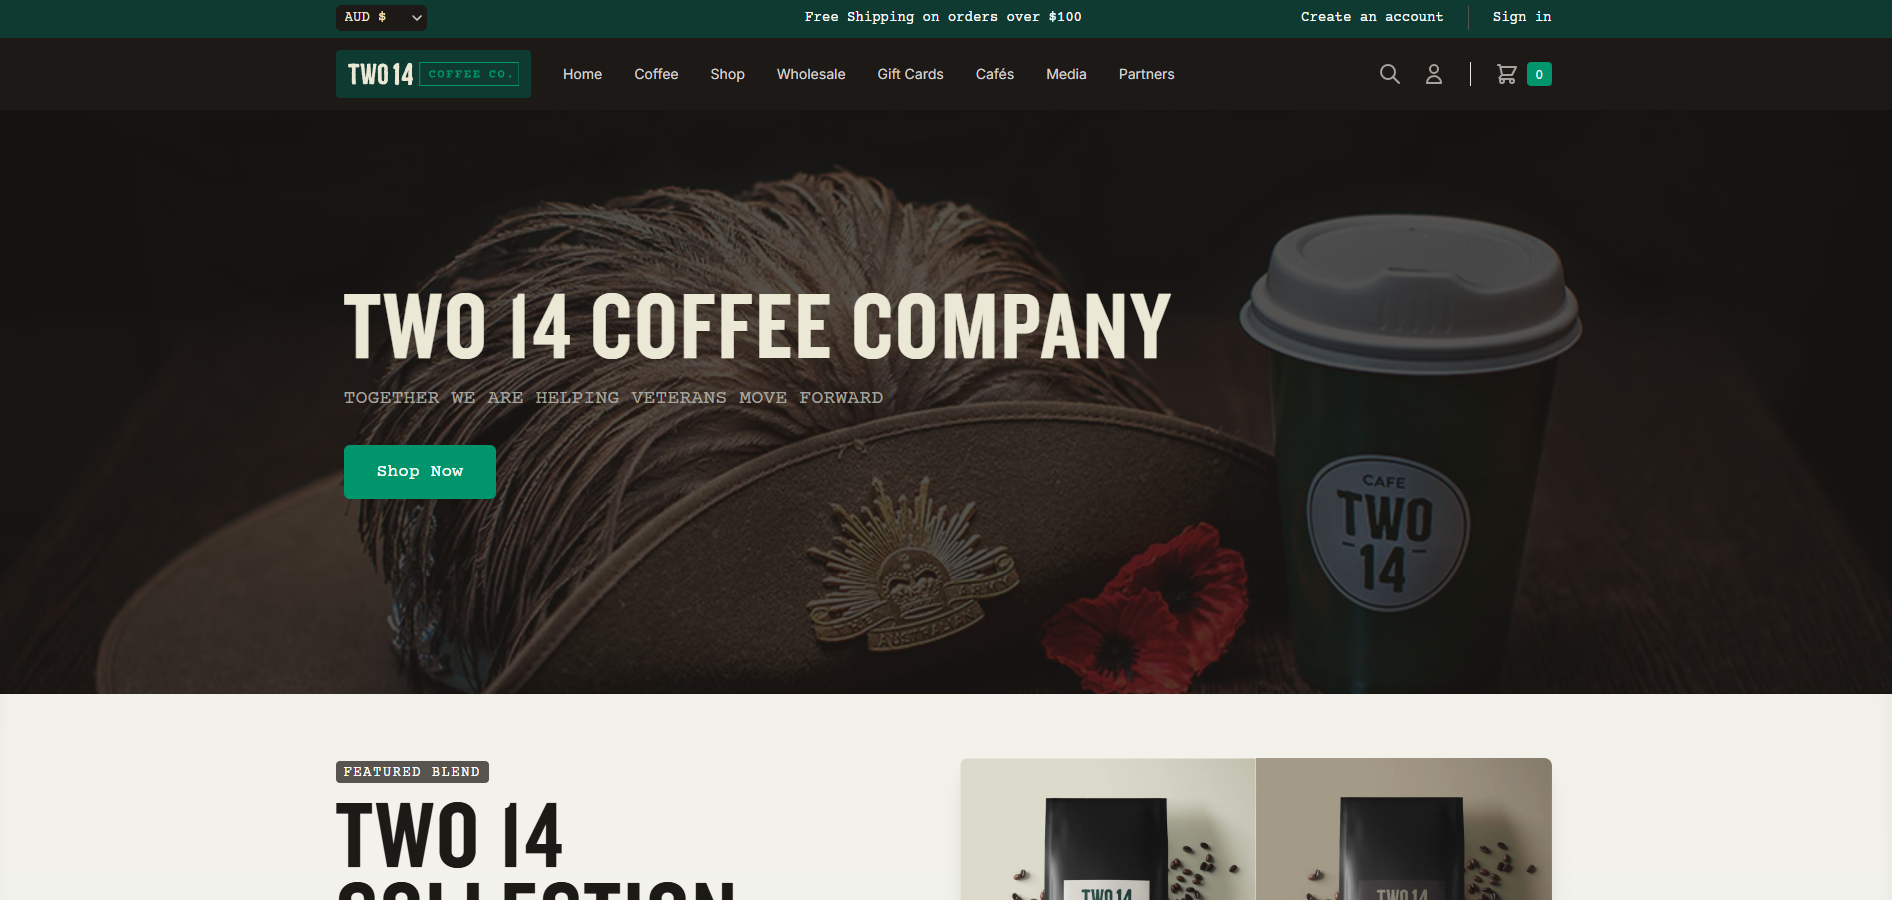 AUD $
Free Shipping on orders over $100
Create an account
Sign in
TWO 14 COFFEE CO.
Home
Coffee
Shop
Wholesale
Gift Cards
Cafés
Media
Partners
0
TWO 14 COFFEE COMPANY
TOGETHER WE ARE HELPING VETERANS MOVE FORWARD
Shop Now
CAFE
TWO
14
AUSTRALIA
FEATURED BLEND
TWO 14
COLLECTION
TWO 14
TWO 14